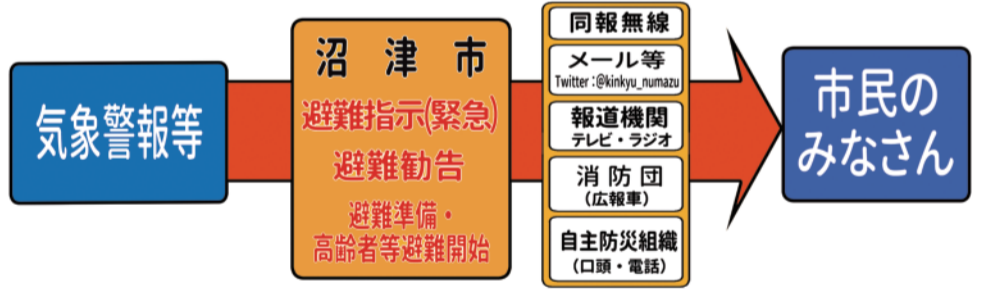 気象警報等
沼津市
避難指示(緊急)
避難勧告
避難準備・
高齢者等避難開始
同報無線
メール等
Twitter:@kinkyu_numazu
報道機関
テレビ・ラジオ
消防団
(広報車)
自主防災組織
(口頭・電話)
市民の
みなさん